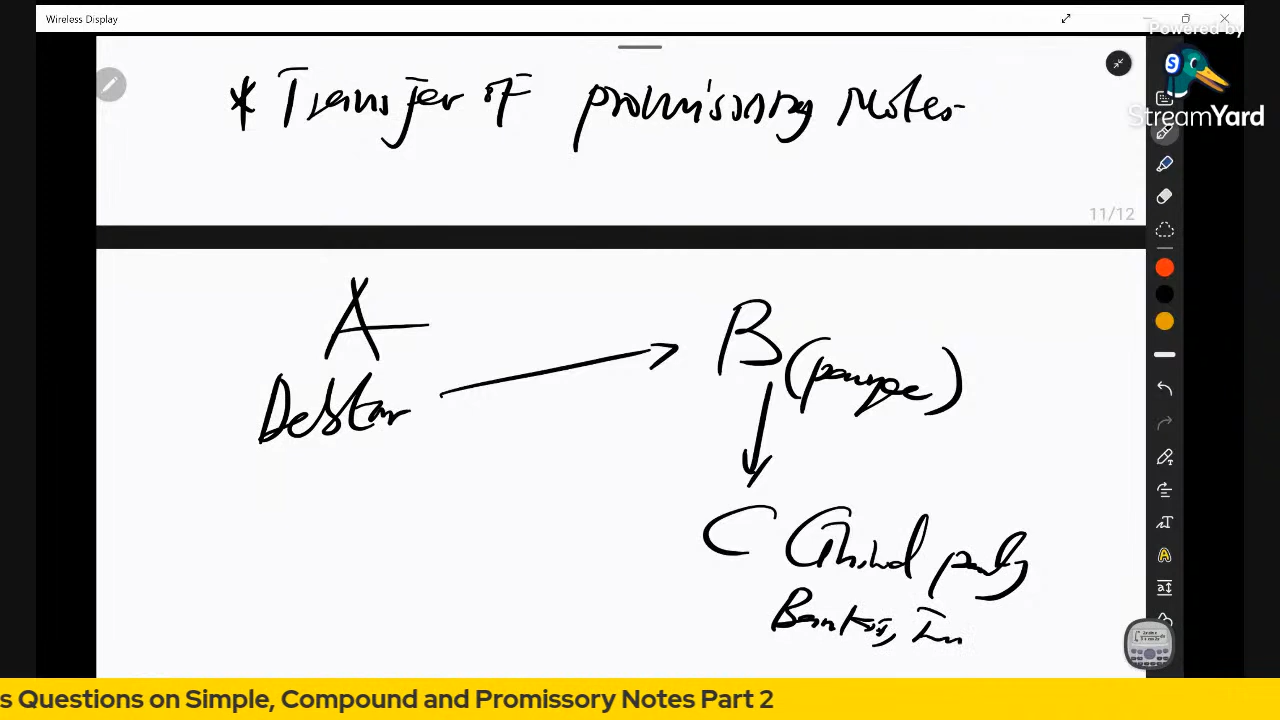 Wireless Display
Powered by
StreamYard
* Transfer of promissory notes
11/12
A
Debtor
B
(payee)
C (Third party
Banks,
s Questions on Simple, Compound and Promissory Notes Part 2